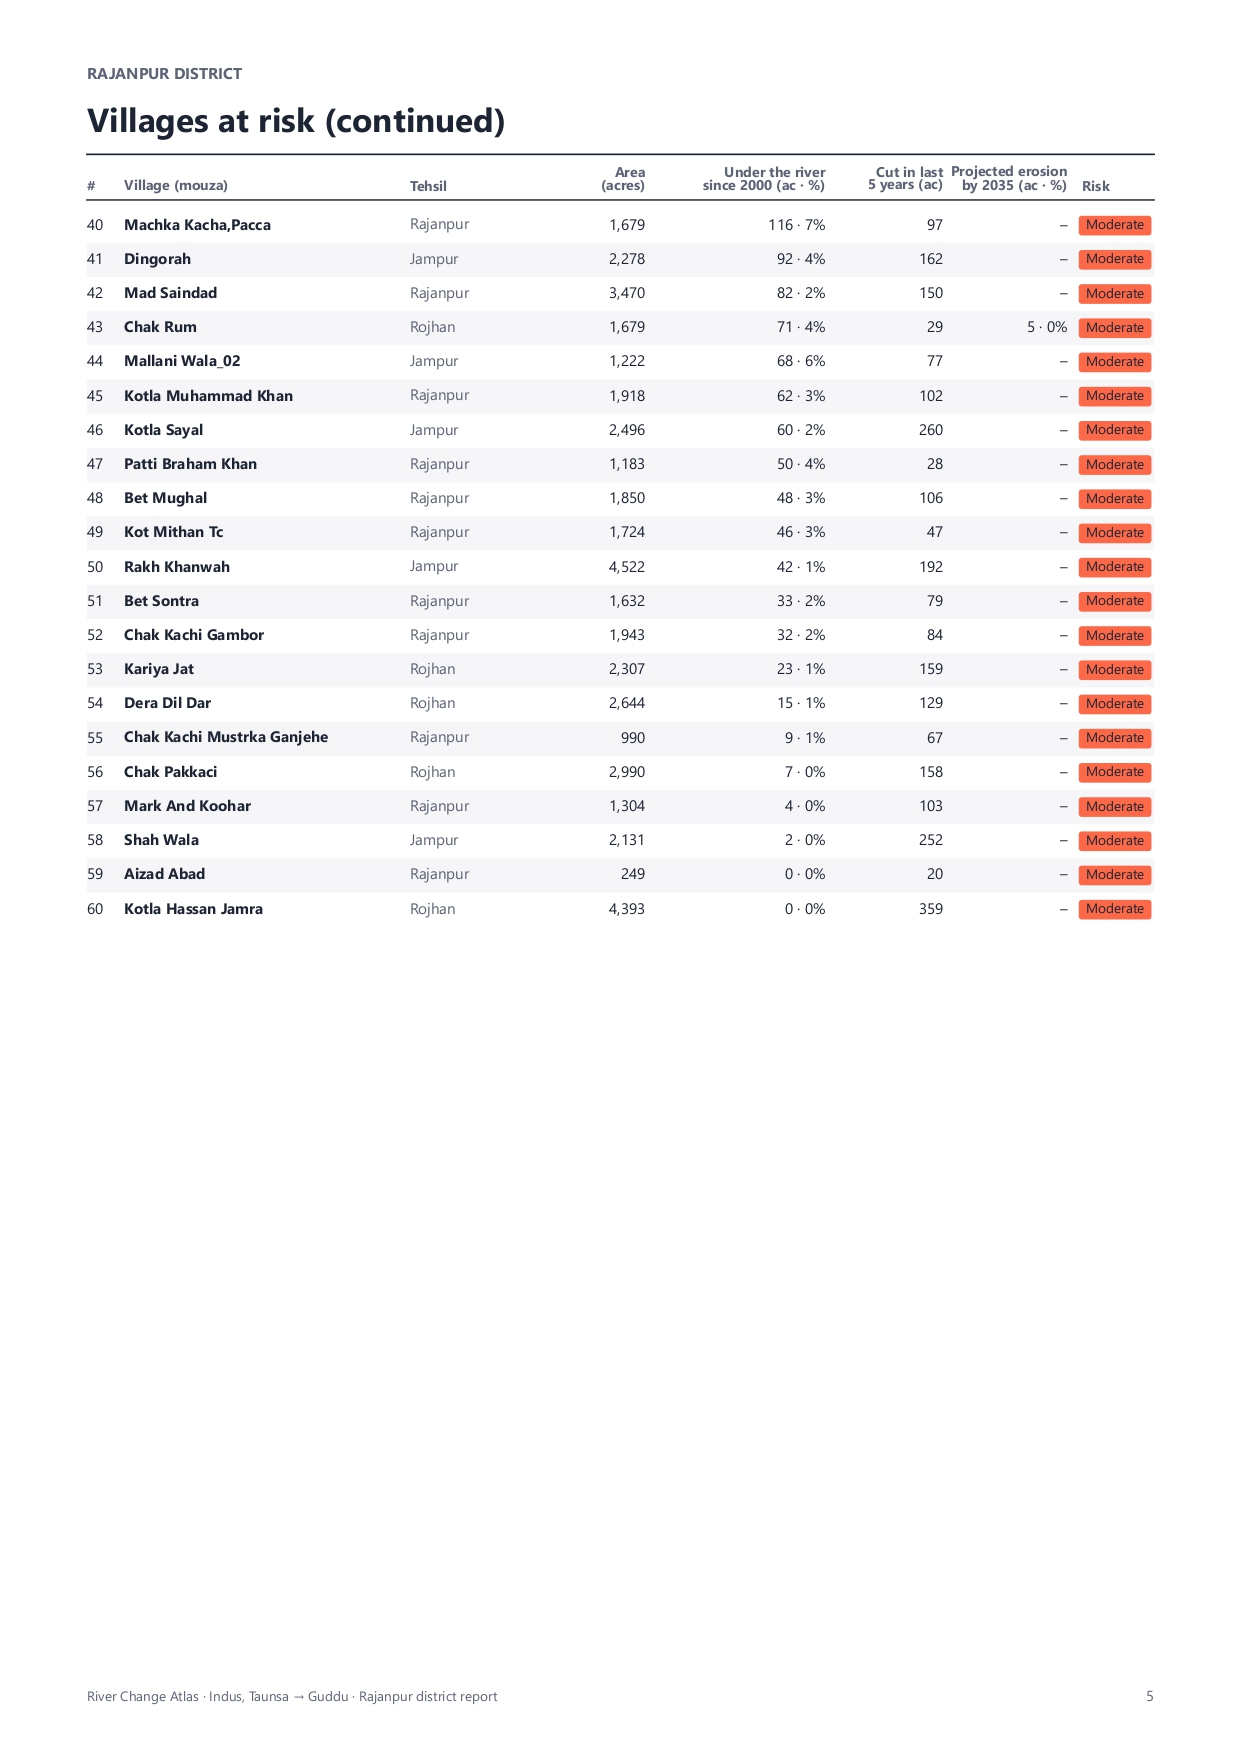 RAJANPUR DISTRICT
Villages at risk (continued)
# Village (mouza) Tehsil Area (acres) Under the river since 2000 (ac · %) Cut in last 5 years (ac) Projected erosion by 2035 (ac · %) Risk
40 Machka Kacha,Pacca Rajanpur 1,679 116 · 7% 97 – Moderate
41 Dingorah Jampur 2,278 92 · 4% 162 – Moderate
42 Mad Saindad Rajanpur 3,470 82 · 2% 150 – Moderate
43 Chak Rum Rojhan 1,679 71 · 4% 29 5 · 0% Moderate
44 Mallani Wala_02 Jampur 1,222 68 · 6% 77 – Moderate
45 Kotla Muhammad Khan Rajanpur 1,918 62 · 3% 102 – Moderate
46 Kotla Sayal Jampur 2,496 60 · 2% 260 – Moderate
47 Patti Braham Khan Rajanpur 1,183 50 · 4% 28 – Moderate
48 Bet Mughal Rajanpur 1,850 48 · 3% 106 – Moderate
49 Kot Mithan Tc Rajanpur 1,724 46 · 3% 47 – Moderate
50 Rakh Khanwah Jampur 4,522 42 · 1% 192 – Moderate
51 Bet Sontra Rajanpur 1,632 33 · 2% 79 – Moderate
52 Chak Kachi Gambor Rajanpur 1,943 32 · 2% 84 – Moderate
53 Kariya Jat Rojhan 2,307 23 · 1% 159 – Moderate
54 Dera Dil Dar Rojhan 2,644 15 · 1% 129 – Moderate
55 Chak Kachi Mustrka Ganjehe Rajanpur 990 9 · 1% 67 – Moderate
56 Chak Pakkaci Rojhan 2,990 7 · 0% 158 – Moderate
57 Mark And Koohar Rajanpur 1,304 4 · 0% 103 – Moderate
58 Shah Wala Jampur 2,131 2 · 0% 252 – Moderate
59 Aizad Abad Rajanpur 249 0 · 0% 20 – Moderate
60 Kotla Hassan Jamra Rojhan 4,393 0 · 0% 359 – Moderate
River Change Atlas · Indus, Taunsa → Guddu · Rajanpur district report 5